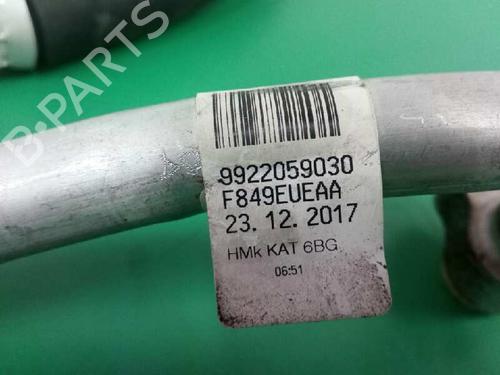 B-PARTS
9922059030
F849EUEAA
23. 12. 2017
HMk KAT 6BG
06:51